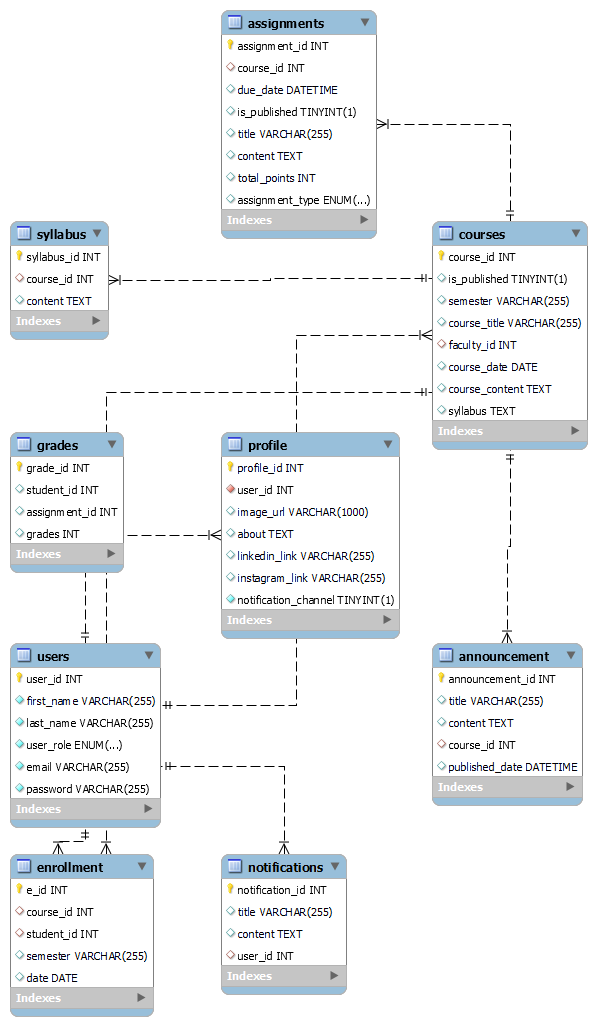 assignments
assignment_id INT
course_id INT
due_date DATETIME
is_published TINYINT(1)
title VARCHAR(255)
content TEXT
total_points INT
assignment_type ENUM(...)
Indexes
syllabus
syllabus_id INT
course_id INT
content TEXT
Indexes
courses
course_id INT
is_published TINYINT(1)
semester VARCHAR(255)
course_title VARCHAR(255)
faculty_id INT
course_date DATE
course_content TEXT
syllabus TEXT
Indexes
grades
grade_id INT
student_id INT
assignment_id INT
grades INT
Indexes
profile
profile_id INT
user_id INT
image_url VARCHAR(1000)
about TEXT
linkedin_link VARCHAR(255)
instagram_link VARCHAR(255)
notification_channel TINYINT(1)
Indexes
users
user_id INT
first_name VARCHAR(255)
last_name VARCHAR(255)
user_role ENUM(...)
email VARCHAR(255)
password VARCHAR(255)
Indexes
announcement
announcement_id INT
title VARCHAR(255)
content TEXT
course_id INT
published_date DATETIME
Indexes
enrollment
e_id INT
course_id INT
student_id INT
semester VARCHAR(255)
date DATE
Indexes
notifications
notification_id INT
title VARCHAR(255)
content TEXT
user_id INT
Indexes